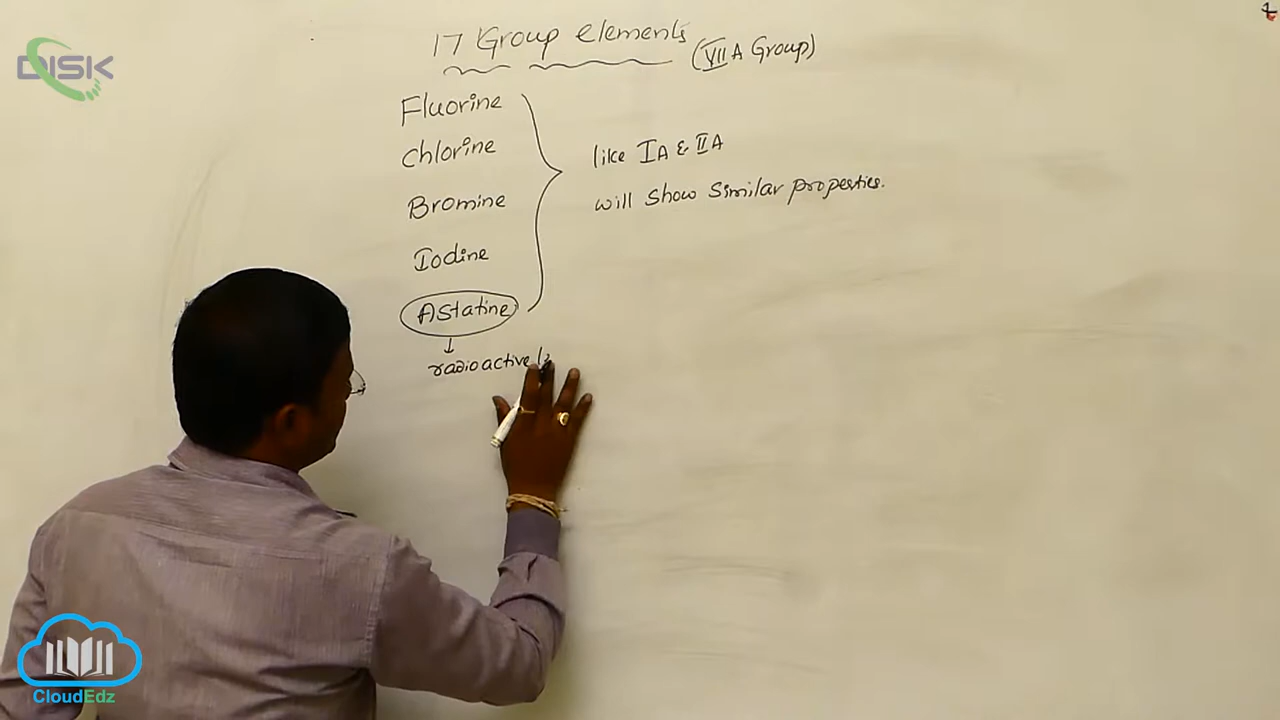 DISK
17 Group elements (VII A Group)
Fluorine
Chlorine
Bromine
Iodine
Astatine
like IA & IIA
will show similar properties.
radioactive
CloudEdz